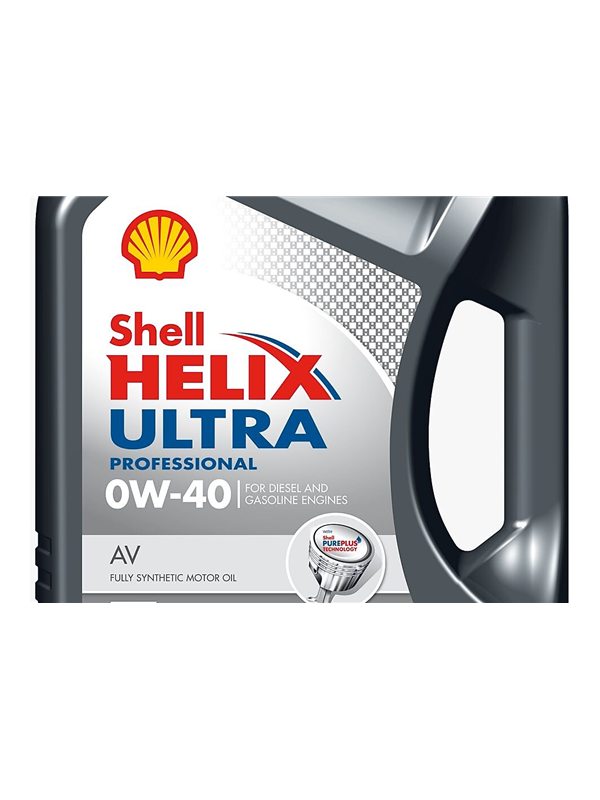 Shell
HELIX
ULTRA
PROFESSIONAL
0W-40
FOR DIESEL AND
GASOLINE ENGINES
AV
FULLY SYNTHETIC MOTOR OIL
WITH
Shell
PUREPLUS
TECHNOLOGY